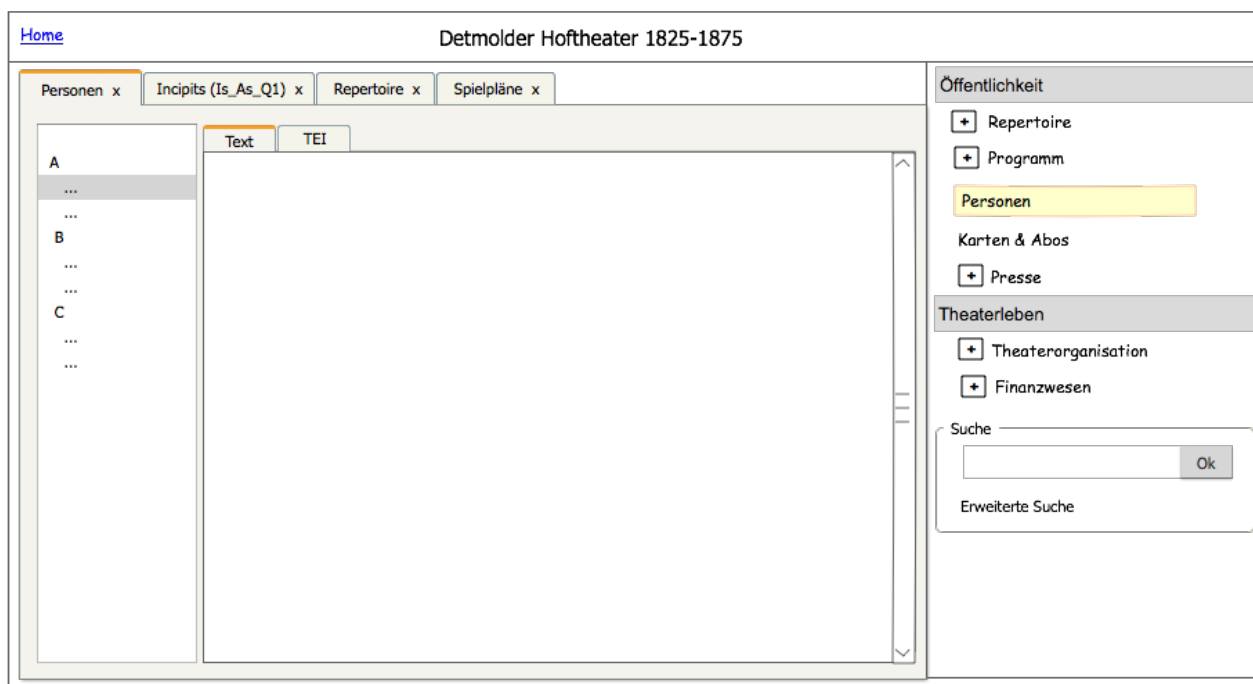 Home
Detmolder Hoftheater 1825-1875
Personen x
Incipits (Is_As_Q1) x
Repertoire x
Spielpläne x
A
...
...
B
...
...
C
...
...
Text
TEI
Öffentlichkeit
+ Repertoire
+ Programm
Personen
Karten & Abos
+ Presse
Theaterleben
+ Theaterorganisation
+ Finanzwesen
Suche
Ok
Erweiterte Suche